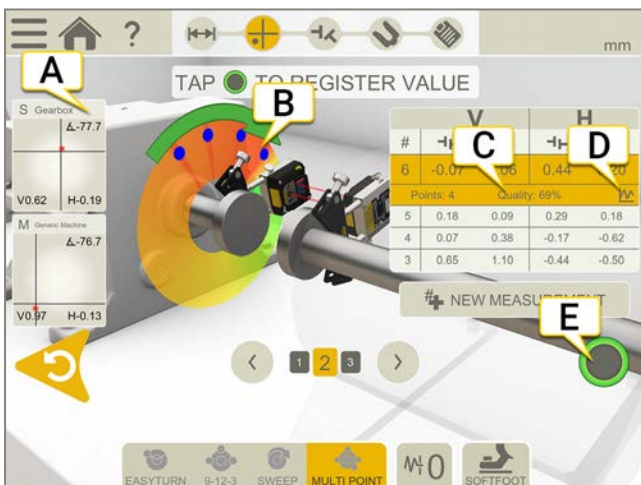 ?
mm
A
TAP TO REGISTER VALUE
S Gearbox
-77.7
V0.62 H-0.19
M Generic Machine
-76.7
V0.97 H-0.13
B
V H
#
C
D
6 -0.07 0.44
Points: 4 Quality: 69%
5 0.18 0.09 0.29 0.18
4 0.07 0.38 -0.17 -0.62
3 0.65 1.10 -0.44 -0.50
# NEW MEASUREMENT
E
1 2 3
EASYTURN 9-12-3 SWEEP MULTI POINT 0 SOFTFOOT